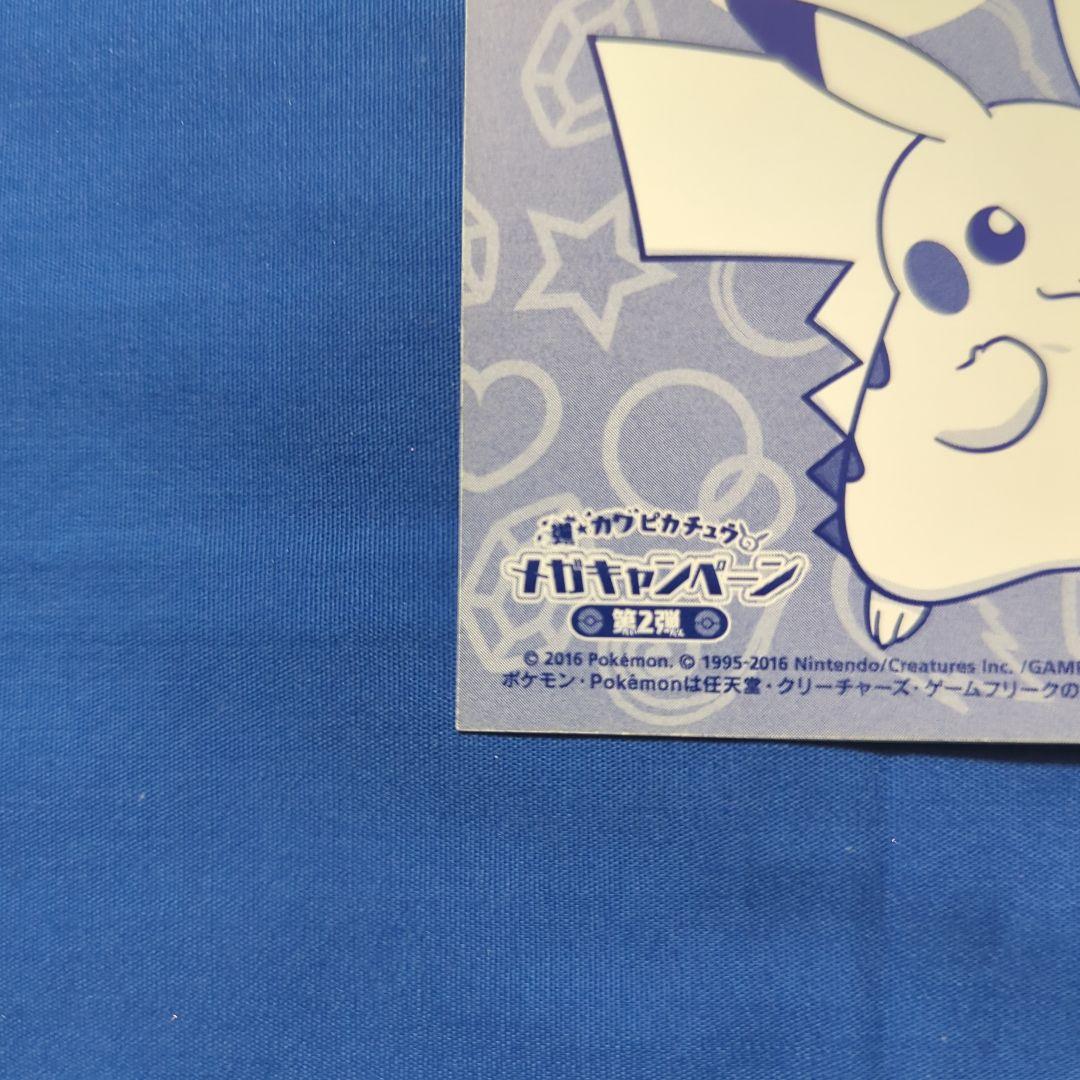 強★カワピカチュウ
メガキャンペーン
第2弾
© 2016 Pokémon. © 1995-2016 Nintendo/Creatures Inc. /GAM
ポケモン・Pokémonは任天堂・クリーチャーズ・ゲームフリークの